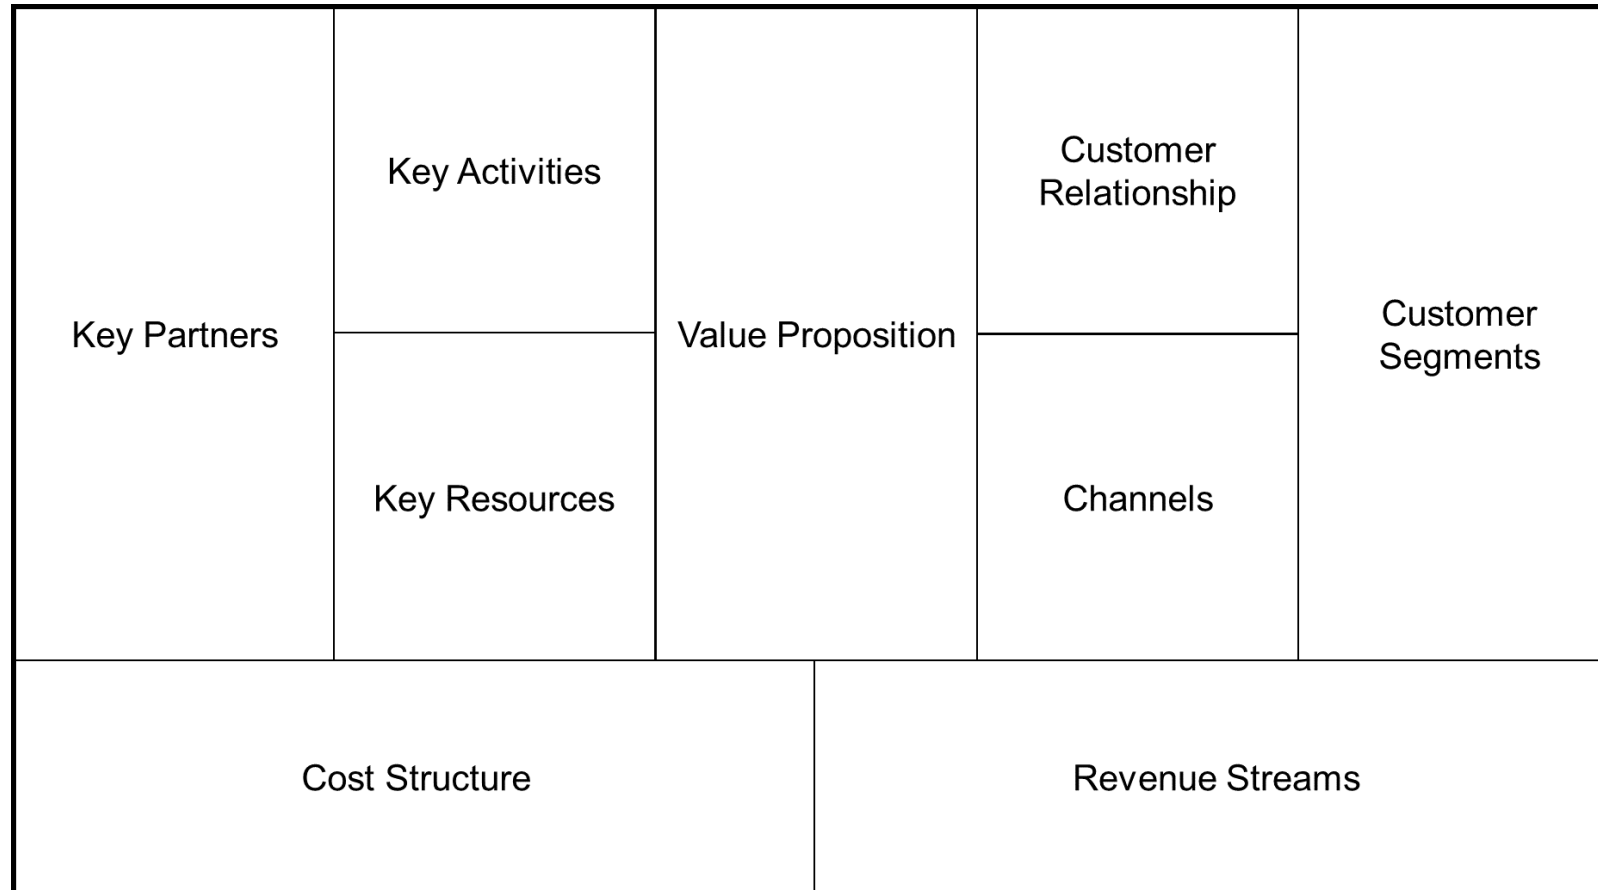 Key Partners
Key Activities
Key Resources
Value Proposition
Customer
Relationship
Channels
Customer
Segments
Cost Structure
Revenue Streams